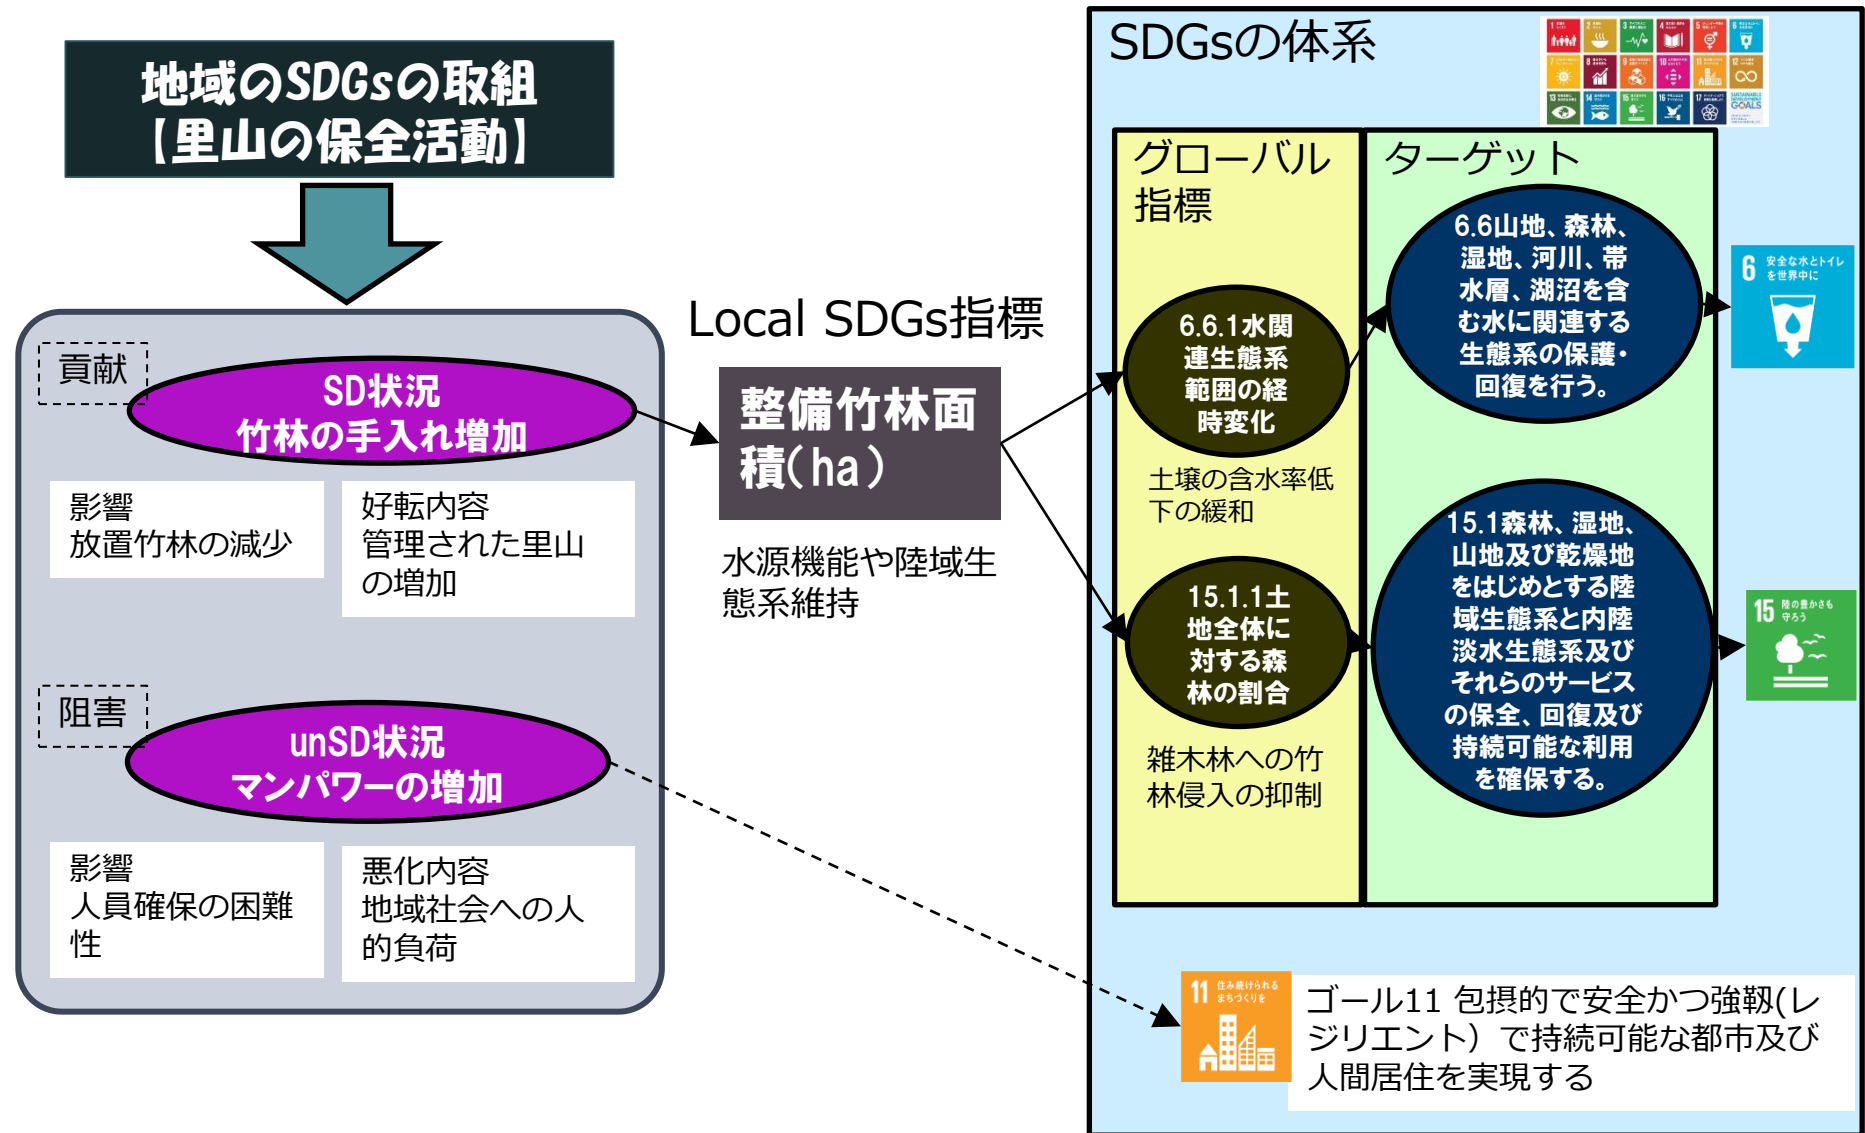 地域のSDGsの取組
【里山の保全活動】
貢献
SD状況
竹林の手入れ増加
影響
放置竹林の減少
好転内容
管理された里山
の増加
阻害
unSD状況
マンパワーの増加
影響
人員確保の困難
性
悪化内容
地域社会への人
的負荷
Local SDGs指標
整備竹林面
積(ha)
水源機能や陸域生
態系維持
SDGsの体系
グローバル
指標
6.6.1水関
連生態系
範囲の経
時変化
土壌の含水率低
下の緩和
15.1.1土
地全体に
対する森
林の割合
雑木林への竹
林侵入の抑制
ターゲット
6.6山地、森林、
湿地、河川、帯
水層、湖沼を含
む水に関連する
生態系の保護・
回復を行う。
15.1森林、湿地、
山地及び乾燥地
をはじめとする陸
域生態系と内陸
淡水生態系及び
それらのサービス
の保全、回復及び
持続可能な利用
を確保する。
6 安全な水とトイレ
を世界中に
15 陸の豊かさも
守ろう
11 住み続けられる
まちづくりを
ゴール11 包摂的で安全かつ強靱(レ
ジリエント）で持続可能な都市及び
人間居住を実現する